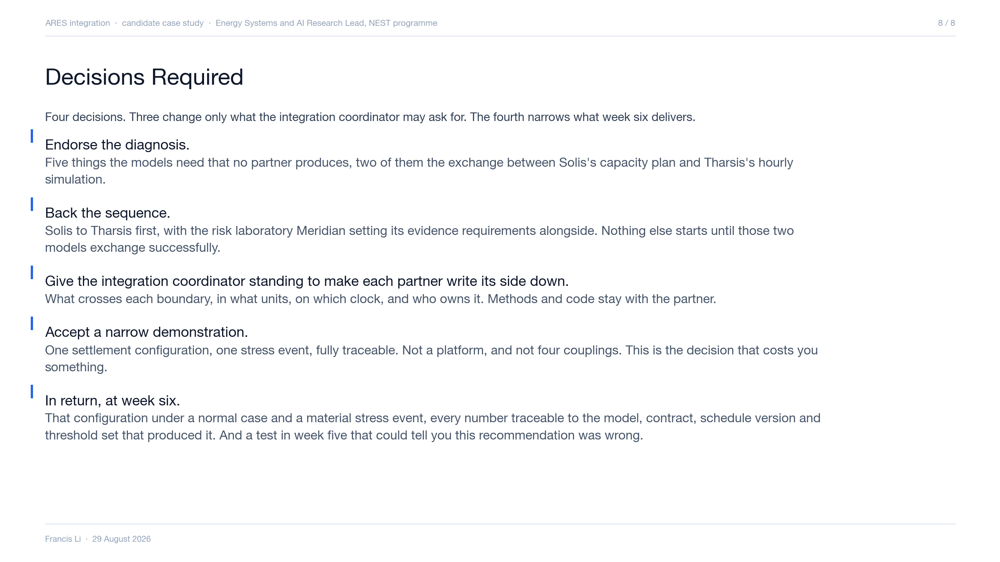 ARES integration · candidate case study · Energy Systems and AI Research Lead, NEST programme
8 / 8
Decisions Required
Four decisions. Three change only what the integration coordinator may ask for. The fourth narrows what week six delivers.
Endorse the diagnosis.
Five things the models need that no partner produces, two of them the exchange between Solis's capacity plan and Tharsis's hourly
simulation.
Back the sequence.
Solis to Tharsis first, with the risk laboratory Meridian setting its evidence requirements alongside. Nothing else starts until those two
models exchange successfully.
Give the integration coordinator standing to make each partner write its side down.
What crosses each boundary, in what units, on which clock, and who owns it. Methods and code stay with the partner.
Accept a narrow demonstration.
One settlement configuration, one stress event, fully traceable. Not a platform, and not four couplings. This is the decision that costs you
something.
In return, at week six.
That configuration under a normal case and a material stress event, every number traceable to the model, contract, schedule version and
threshold set that produced it. And a test in week five that could tell you this recommendation was wrong.
Francis Li · 29 August 2026